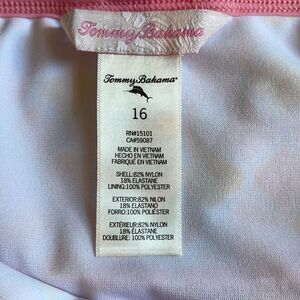 Tommy Bahama
Tommy Bahama
16
RN#15101
CA#59087
MADE IN VIETNAM
HECHO EN VIETNAM
FABRIQUÉ EN VIETNAM
SHELL:82% NYLON
18% ELASTANE
LINING:100% POLYESTER
EXTERIOR:82% NILON
18% ELASTANO
FORRO:100% POLIÉSTER
EXTÉRIEUR:82% NYLON
18% ÉLASTHANNE
DOUBLURE: 100% POLYESTER